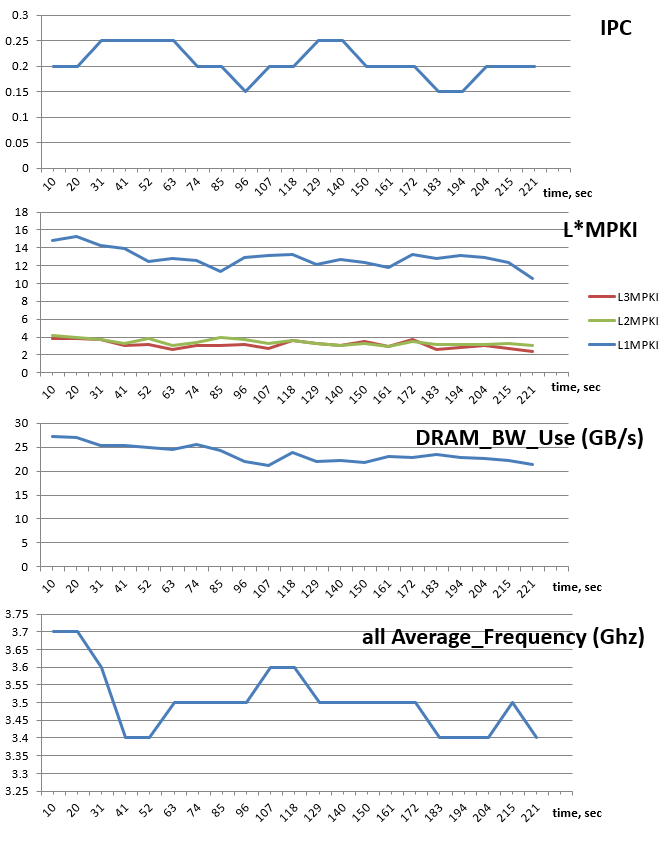 IPC
0.3
0.25
0.2
0.15
0.1
0.05
0
10 20 31 41 52 63 74 85 96 107 118 129 140 150 161 172 183 194 204 215 221
time, sec
L*MPKI
18
16
14
12
10
8
6
4
2
0
L3MPKI
L2MPKI
L1MPKI
10 20 31 41 52 63 74 85 96 107 118 129 140 150 161 172 183 194 204 215 221
time, sec
DRAM_BW_Use (GB/s)
30
25
20
15
10
5
0
10 20 31 41 52 63 74 85 96 107 118 129 140 150 161 172 183 194 204 215 221
time, sec
all Average_Frequency (Ghz)
3.75
3.7
3.65
3.6
3.55
3.5
3.45
3.4
3.35
3.3
3.25
10 20 31 41 52 63 74 85 96 107 118 129 140 150 161 172 183 194 204 215 221
time, sec